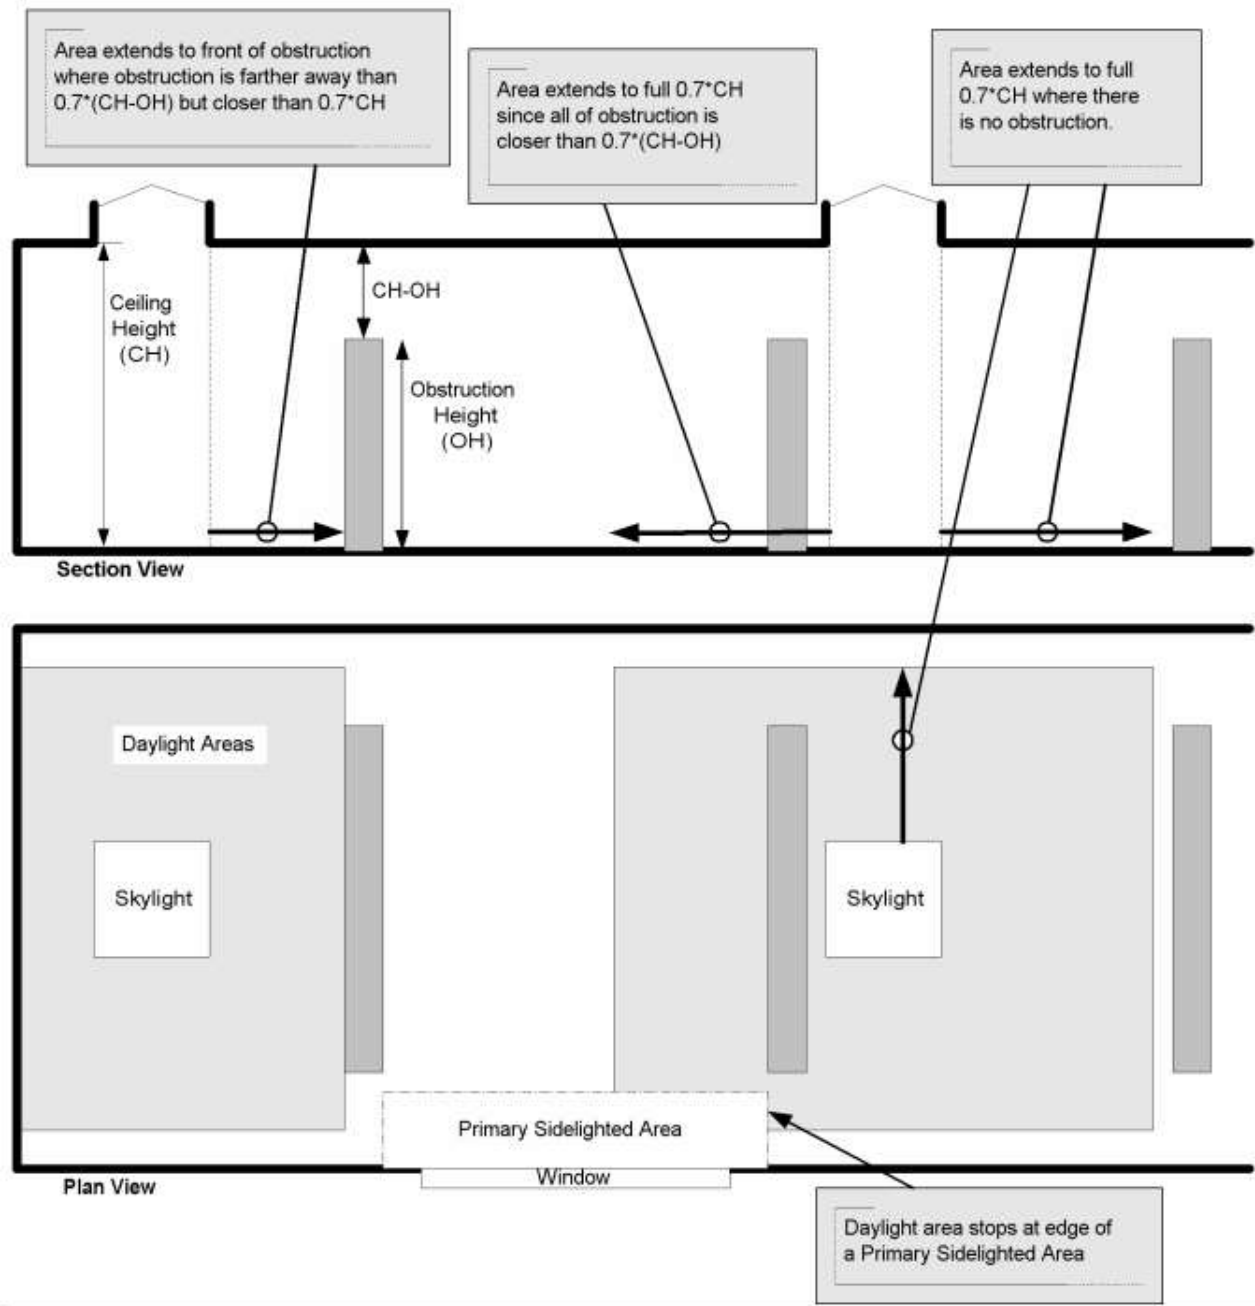 Area extends to front of obstruction
where obstruction is farther away than
0.7*(CH-OH) but closer than 0.7*CH
Area extends to full 0.7*CH
since all of obstruction is
closer than 0.7*(CH-OH)
Area extends to full
0.7*CH where there
is no obstruction.
Ceiling
Height
(CH)
CH-OH
Obstruction
Height
(OH)
Section View
Daylight Areas
Skylight
Skylight
Primary Sidelighted Area
Window
Plan View
Daylight area stops at edge of
a Primary Sidelighted Area